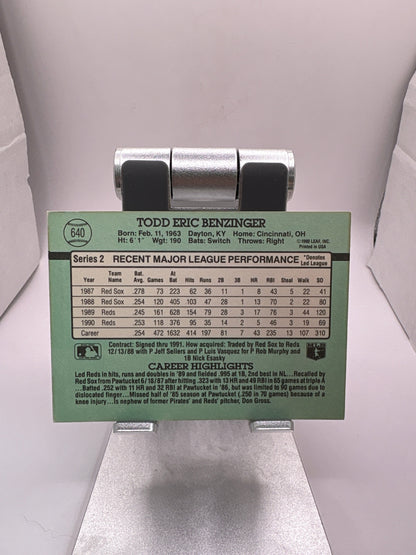 640
TODD ERIC BENZINGER
Born: Feb. 11, 1963 Dayton, KY Home: Cincinnati, OH
Ht: 6' 1" Wgt: 190 Bats: Switch Throws: Right
© 1990 LEAF, INC.
Printed in USA
Series 2 RECENT MAJOR LEAGUE PERFORMANCE *Denotes Led League
Year Team Name Bat. Avg. Games At Bat Hits Runs 2B 3B HR RBI Steal Walk SO
1987 Red Sox .278 73 223 62 36 11 1 8 43 5 22 41
1988 Red Sox .254 120 405 103 47 28 1 13 70 2 22 80
1989 Reds .245 161 628 154 79 28 3 17 76 3 44 120
1990 Reds .253 118 376 95 35 14 2 5 46 3 19 69
Career .254 472 1632 414 197 81 7 43 235 13 107 310
Contract: Signed thru 1991. How acquired: Traded by Red Sox to Reds
12/13/88 with P Jeff Sellers and P Luis Vasquez for P Rob Murphy and
1B Nick Esasky
CAREER HIGHLIGHTS
Led Reds in hits, runs and doubles in '89 and fielded .995 at 1B, 2nd best in NL...Recalled by
Red Sox from Pawtucket 6/16/87 after hitting .323 with 13 HR and 49 RBI in 65 games at triple A
...Batted .252 with 11 HR and 32 RBI at Pawtucket in '86, but was limited to 90 games due to
dislocated finger...Missed half of '85 season at Pawtucket (.250 in 70 games) because of a
knee injury...Is nephew of former Pirates' and Reds' pitcher, Don Gross.